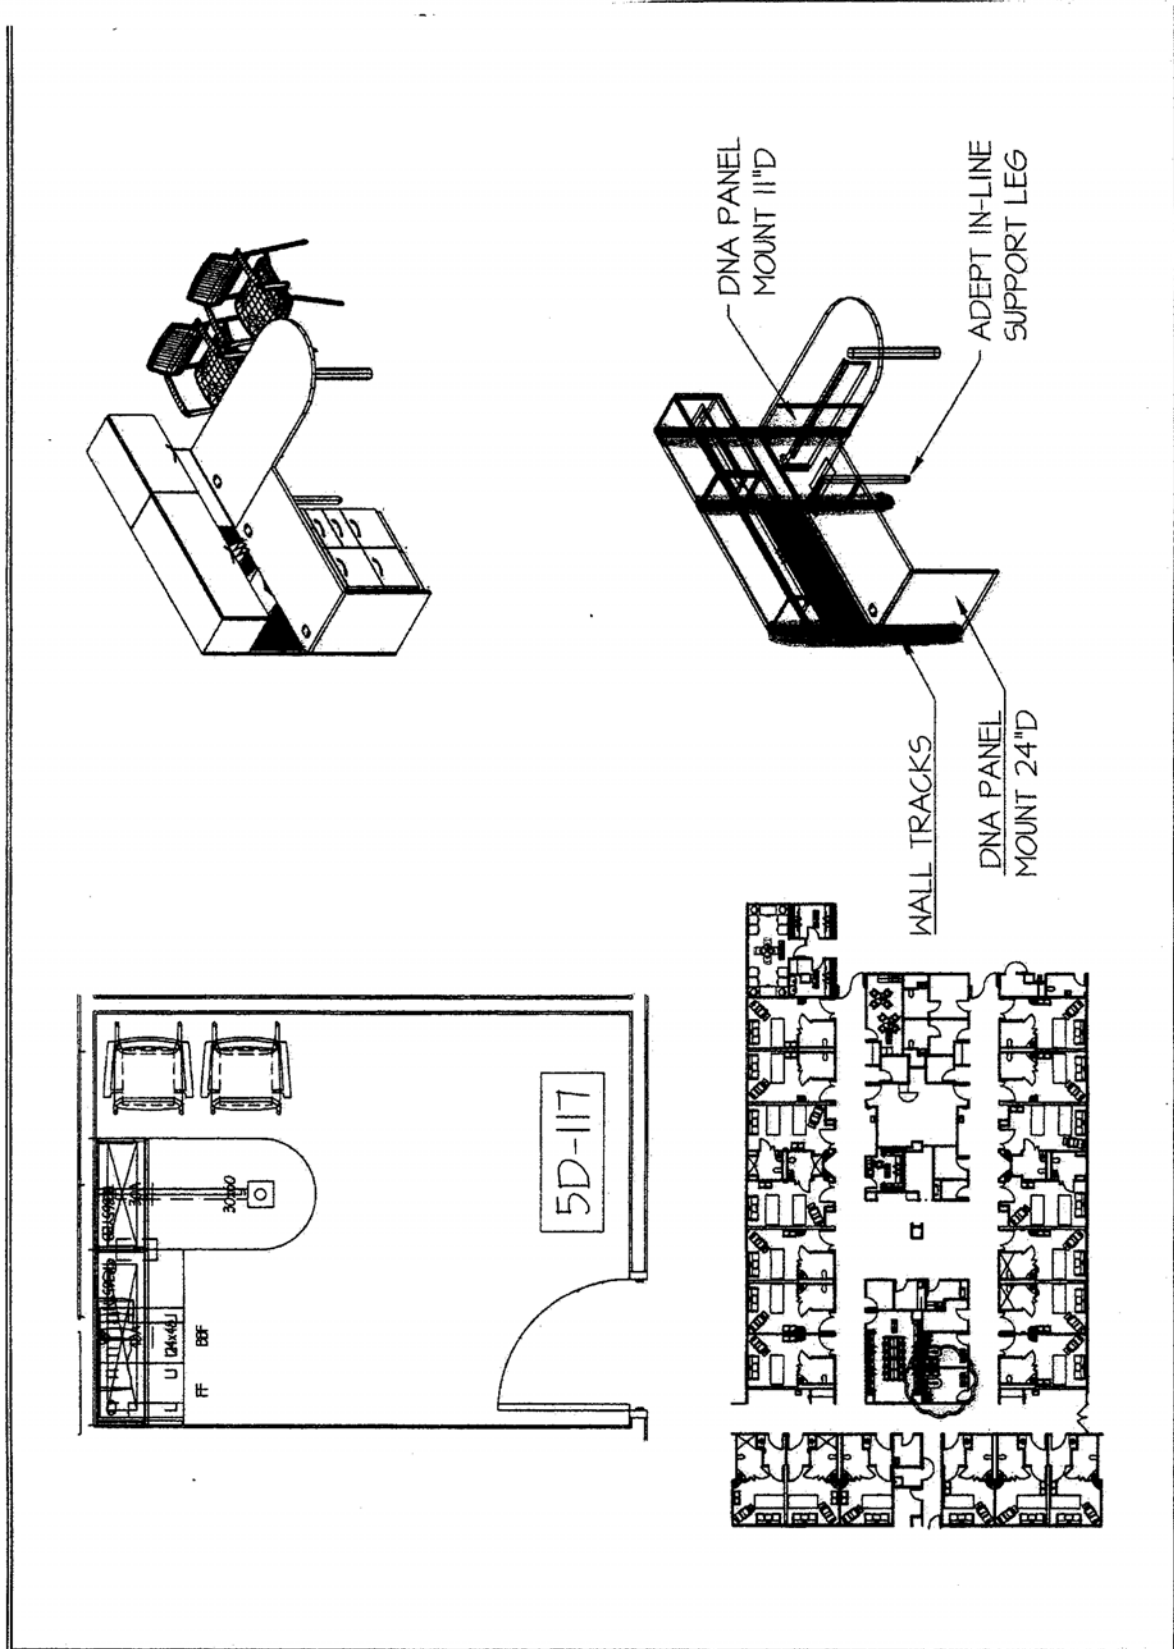 DNA PANEL
MOUNT 11"D
ADEPT IN-LINE
SUPPORT LEG
WALL TRACKS
DNA PANEL
MOUNT 24"D
5D-117
30x60
24x48
FF
BBF